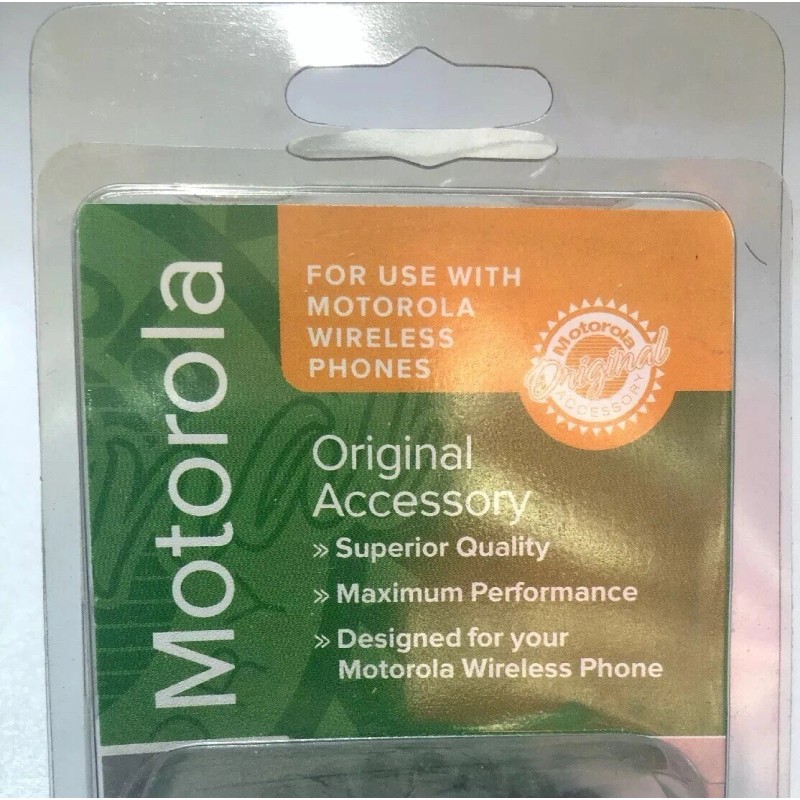 Motorola
FOR USE WITH
MOTOROLA
WIRELESS
PHONES
Motorola
Original
ACCESSORY
Original
Accessory
» Superior Quality
» Maximum Performance
» Designed for your
Motorola Wireless Phone